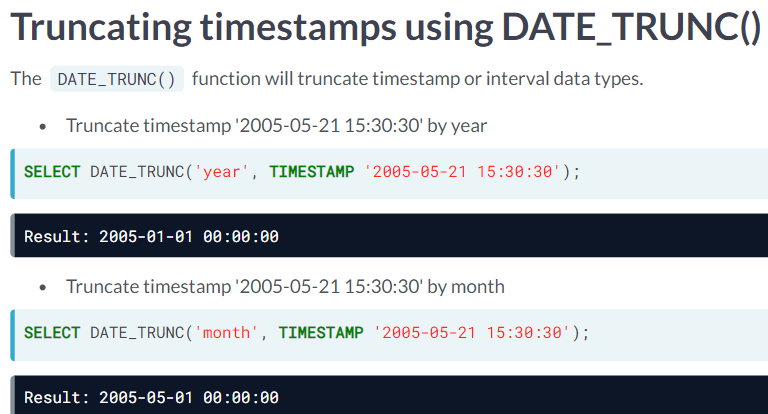 Truncating timestamps using DATE_TRUNC()
The DATE_TRUNC() function will truncate timestamp or interval data types.
• Truncate timestamp '2005-05-21 15:30:30' by year
SELECT DATE_TRUNC('year', TIMESTAMP '2005-05-21 15:30:30');
Result: 2005-01-01 00:00:00
• Truncate timestamp '2005-05-21 15:30:30' by month
SELECT DATE_TRUNC('month', TIMESTAMP '2005-05-21 15:30:30');
Result: 2005-05-01 00:00:00